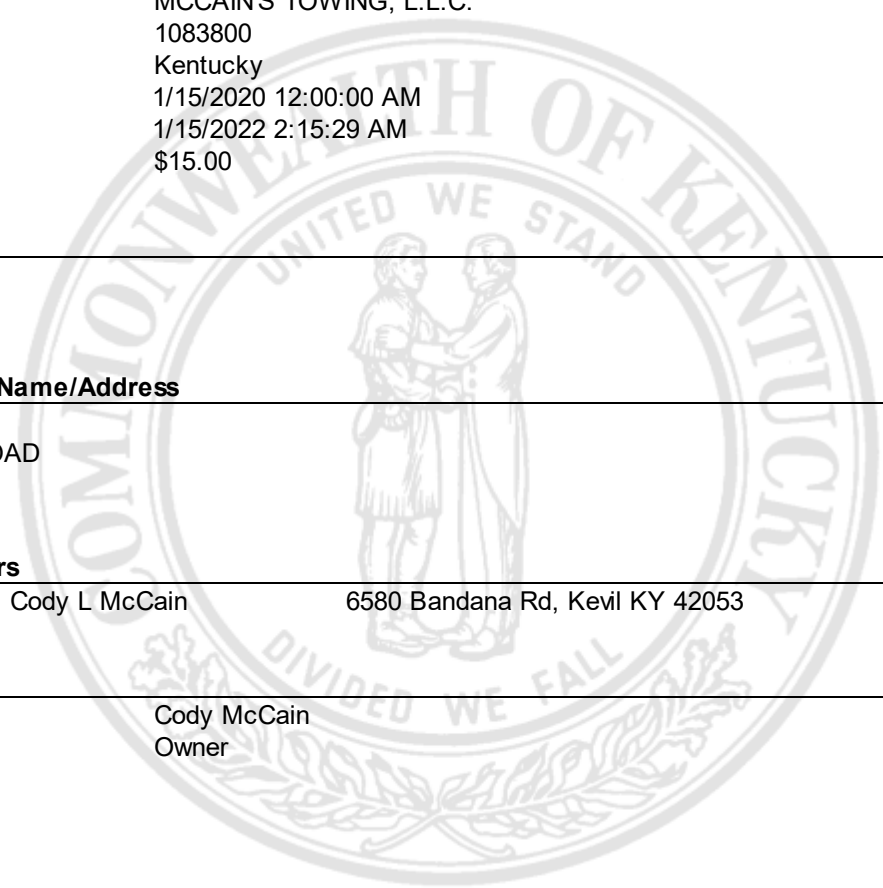 MCCAIN'S TOWING, L.L.C.
1083800
Kentucky
1/15/2020 12:00:00 AM
1/15/2022 2:15:29 AM
$15.00
COMMONWEALTH OF KENTUCKY
UNITED WE STAND
Name/Address
OAD
rs
Cody L McCain 6580 Bandana Rd, Kevil KY 42053
DIVIDED WE FALL
Cody McCain
Owner